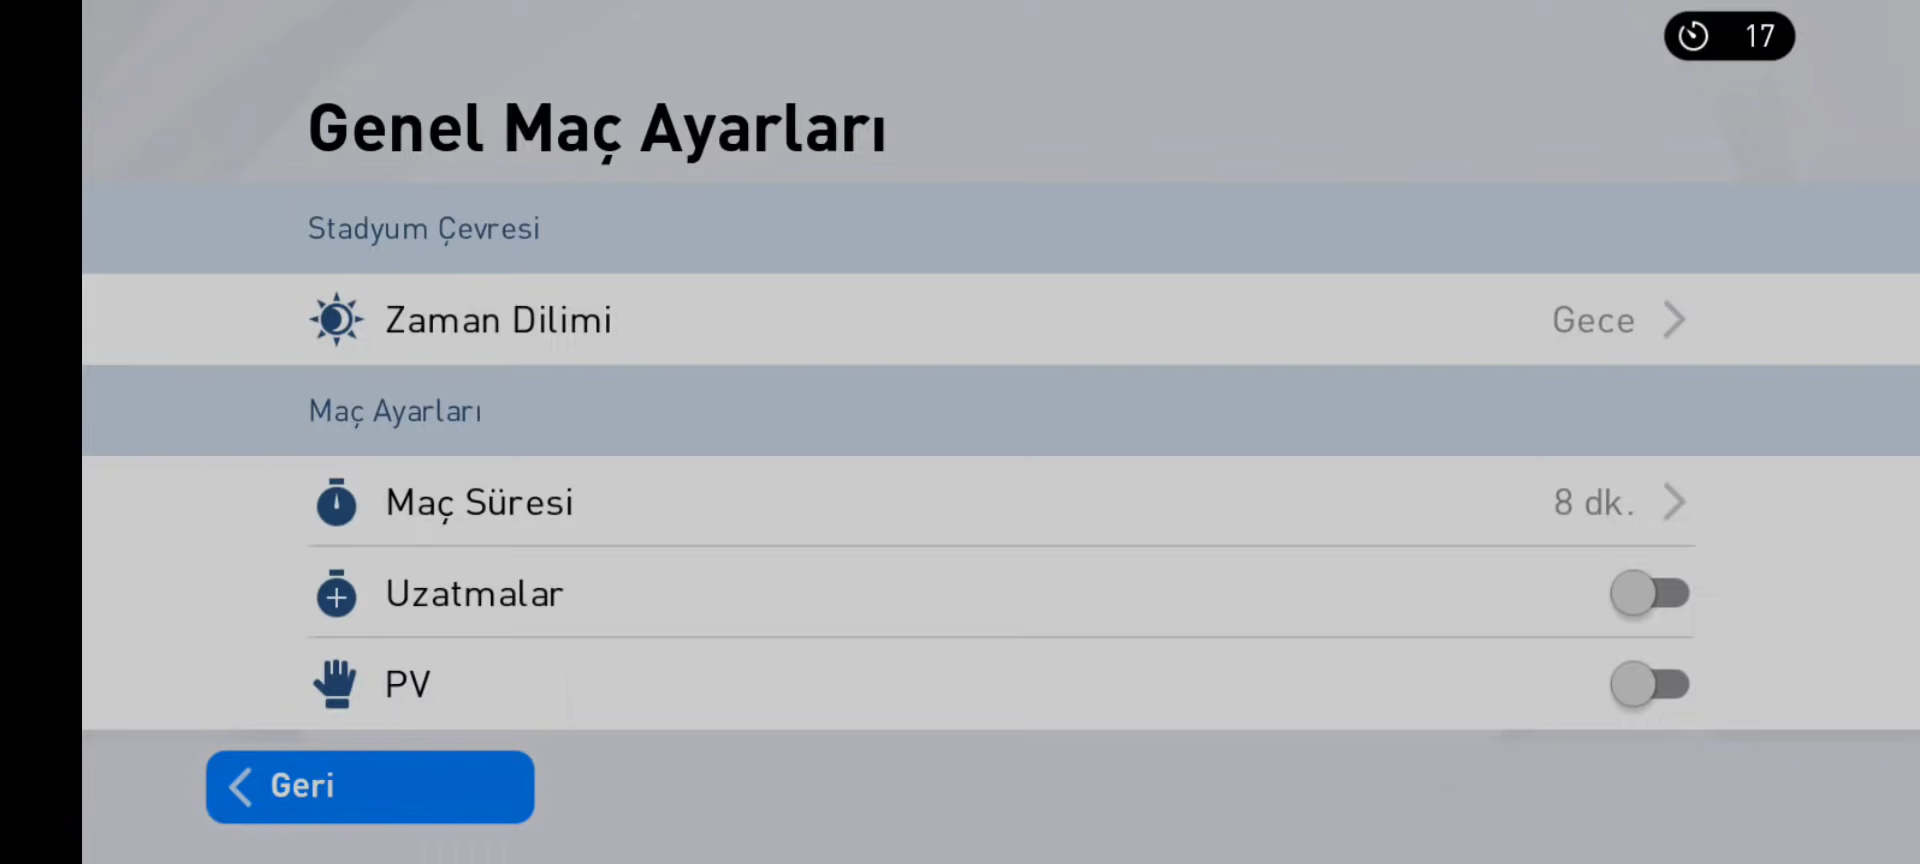 17
Genel Maç Ayarları
Stadyum Çevresi
Zaman Dilimi Gece
Maç Ayarları
Maç Süresi 8 dk.
Uzatmalar
PV
Geri